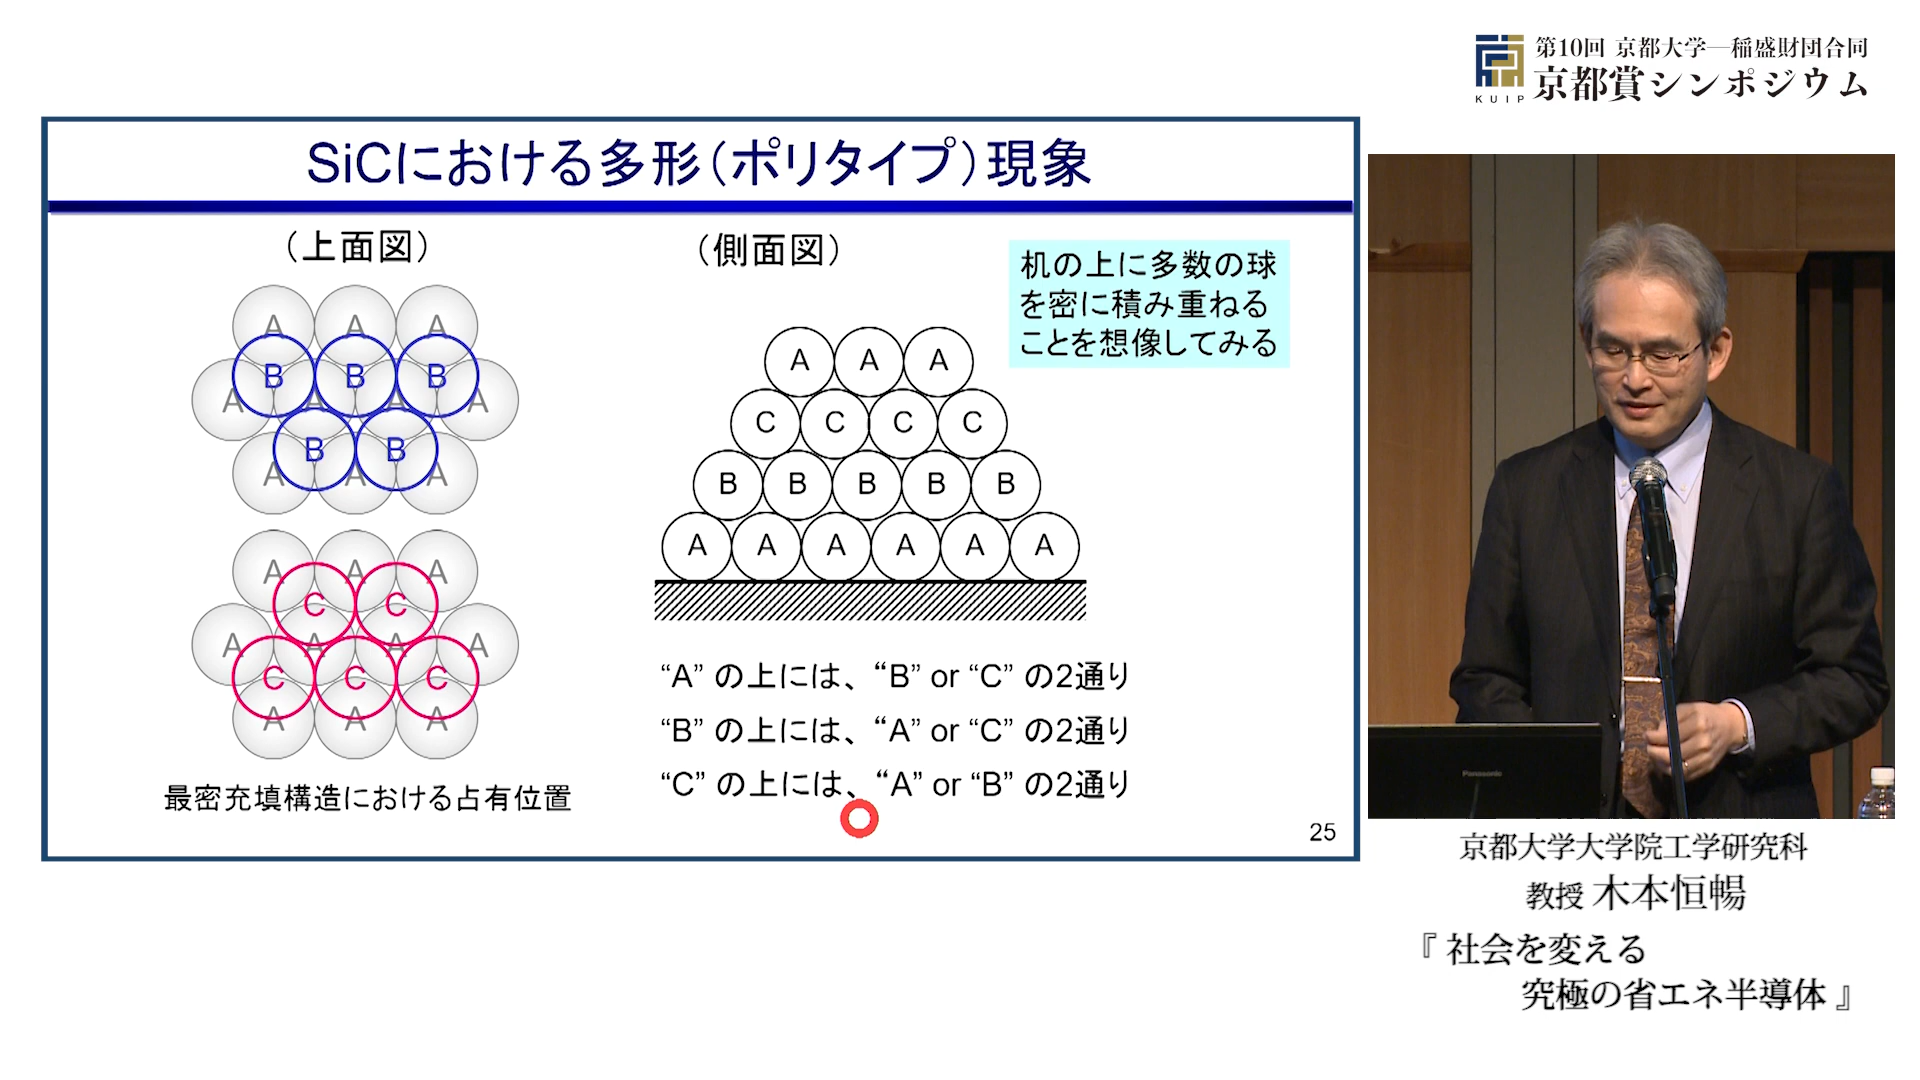 第10回 京都大学―稲盛財団合同
京都賞シンポジウム
KUIP
SiCにおける多形（ポリタイプ）現象
（上面図）
A A A
B B B
A A A A
B B
A A A
A A A
C C
A A A A
C C C
A A A
最密充填構造における占有位置
（側面図）
机の上に多数の球
を密に積み重ねる
ことを想像してみる
A A A
C C C C
B B B B B
A A A A A A
“A” の上には、“B” or “C” の2通り
“B” の上には、“A” or “C” の2通り
“C” の上には、“A” or “B” の2通り
25
Panasonic
京都大学大学院工学研究科
教授 木本恒暢
『 社会を変える
究極の省エネ半導体 』